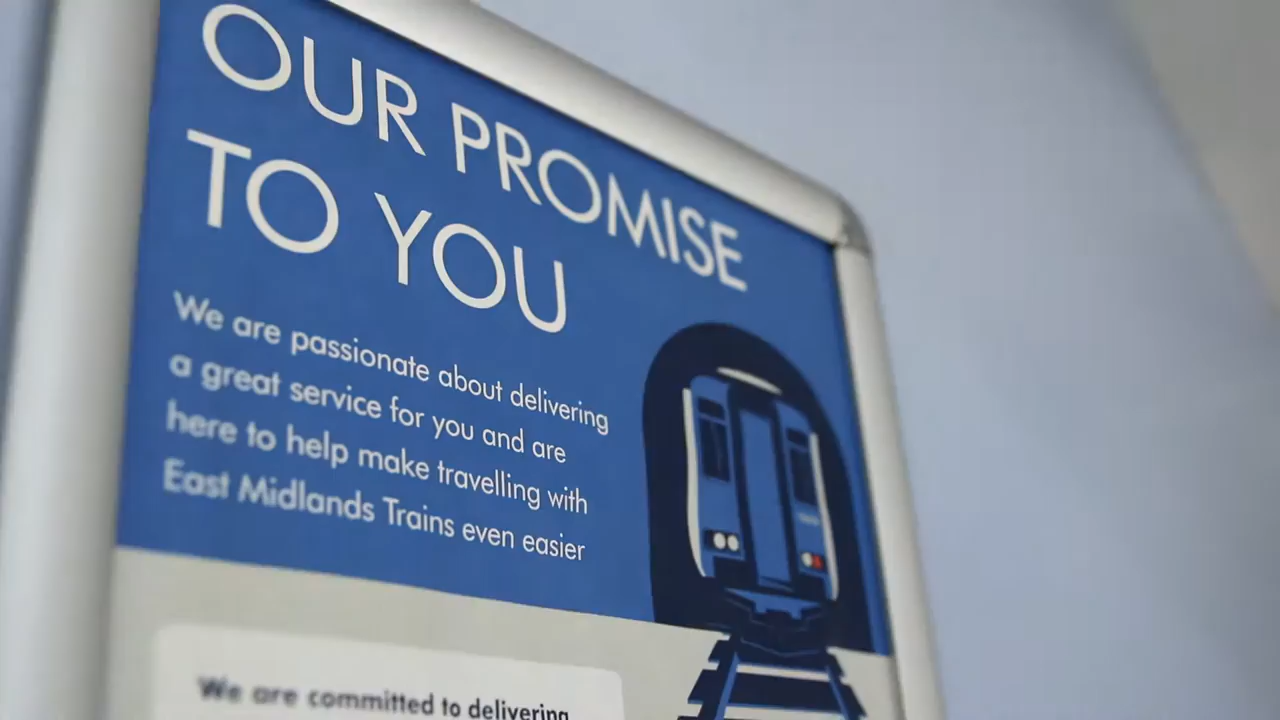 OUR PROMISE
TO YOU
We are passionate about delivering
a great service for you and are
here to help make travelling with
East Midlands Trains even easier
We are committed to delivering